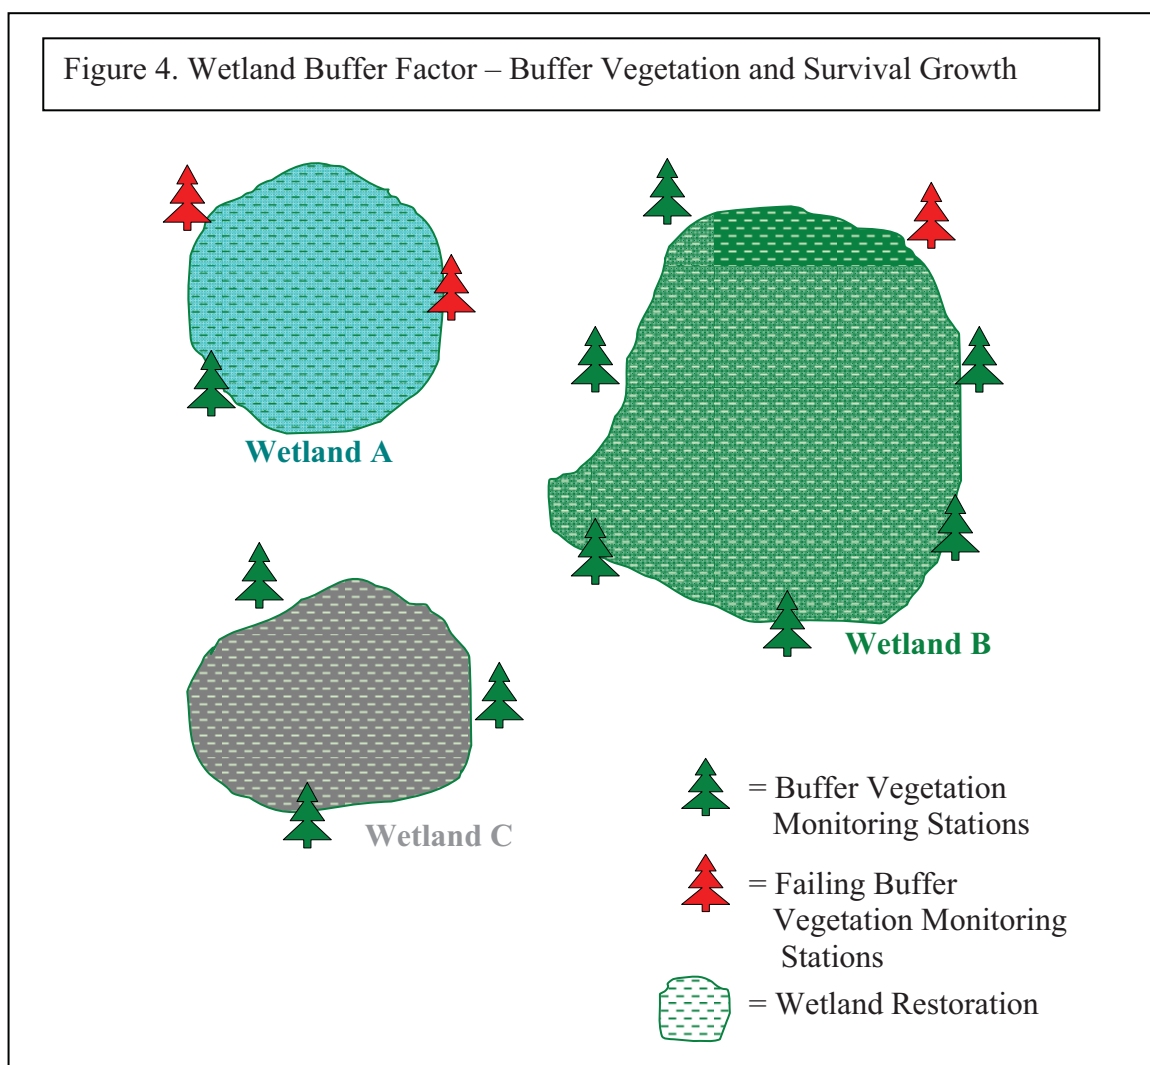 Figure 4. Wetland Buffer Factor – Buffer Vegetation and Survival Growth
Wetland A
Wetland B
Wetland C
= Buffer Vegetation
Monitoring Stations
= Failing Buffer
Vegetation Monitoring
Stations
= Wetland Restoration